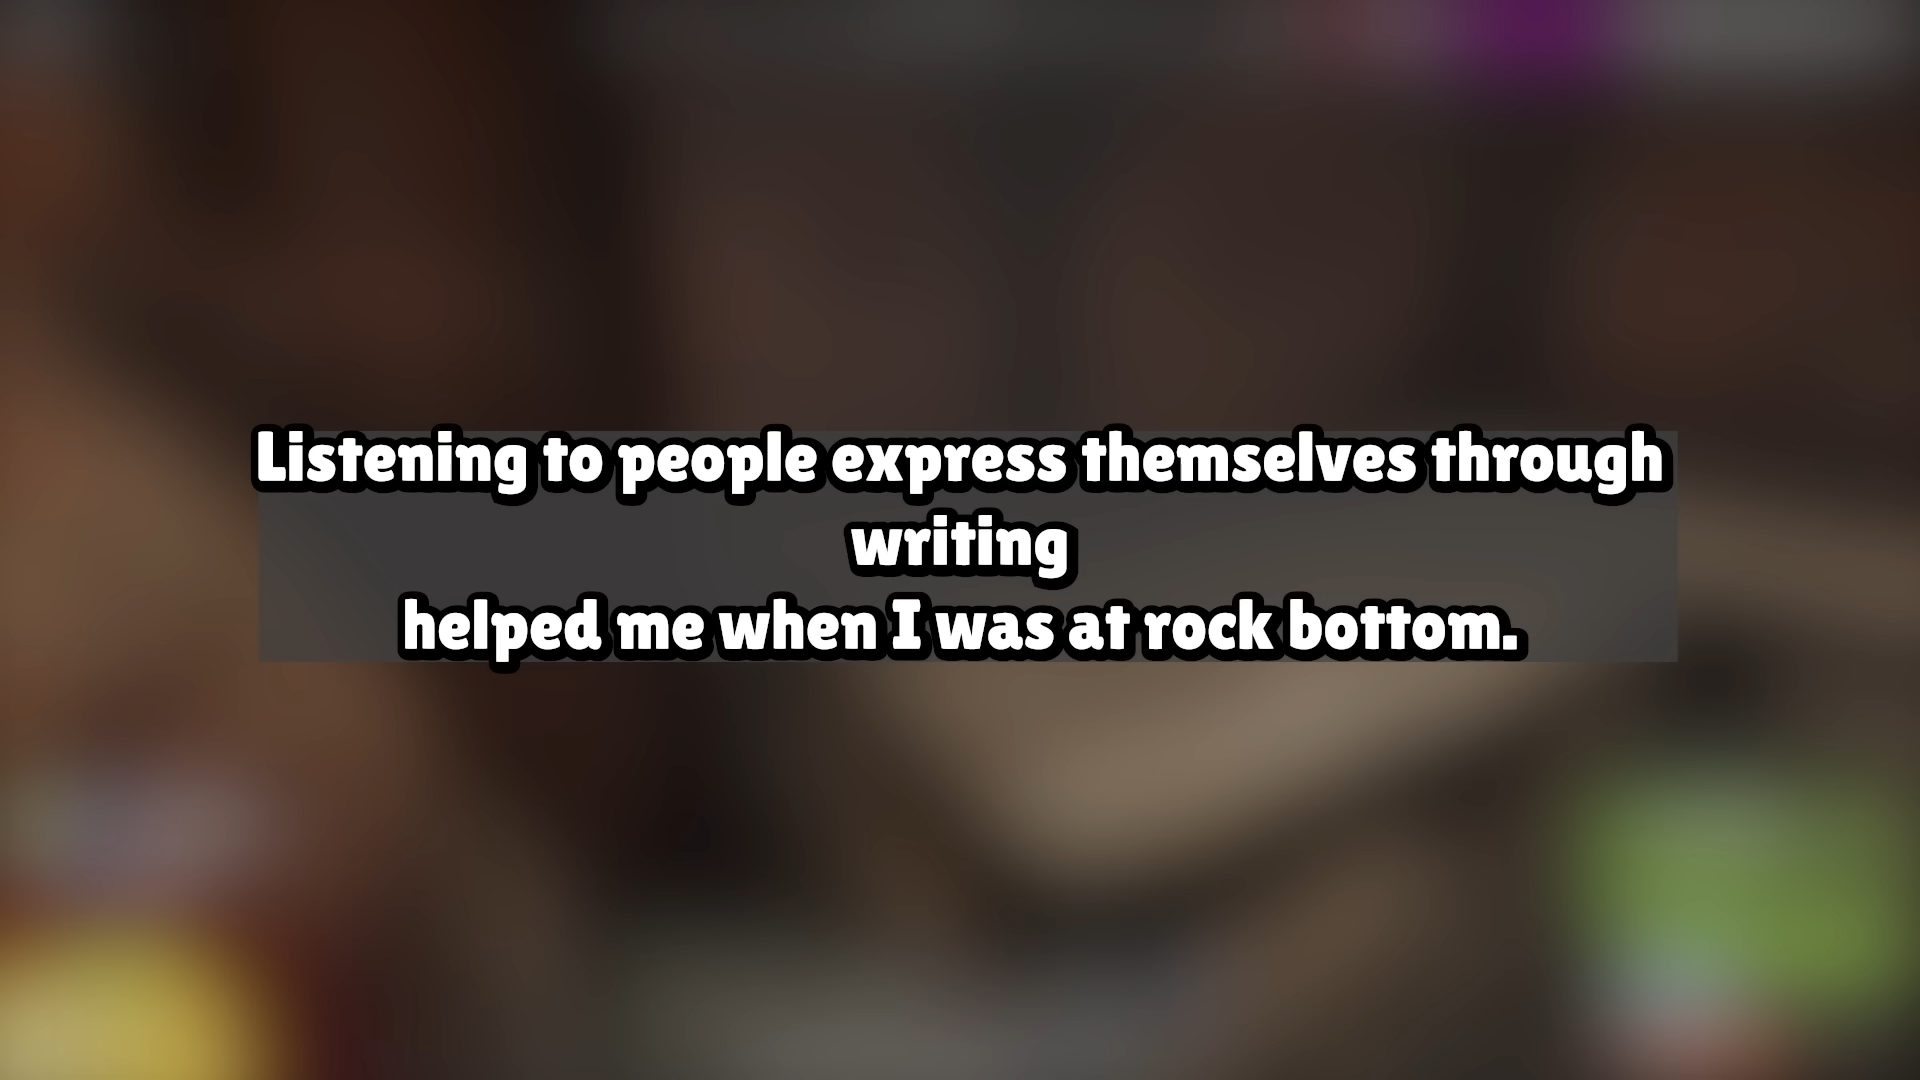 Listening to people express themselves through
writing
helped me when I was at rock bottom.